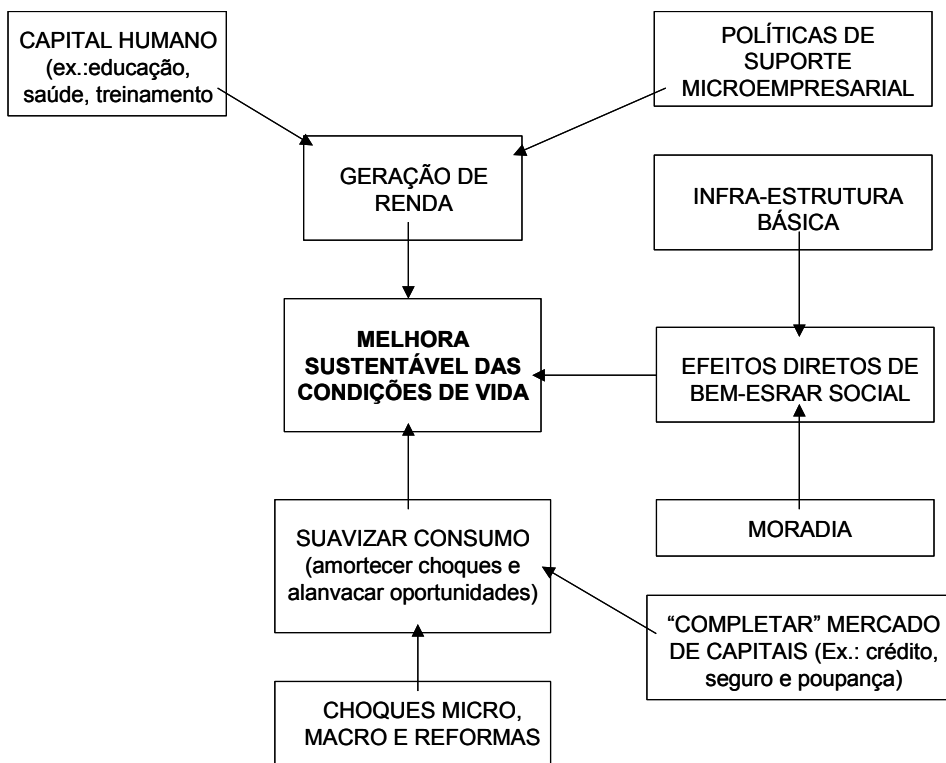 CAPITAL HUMANO
(ex.:educação,
saúde, treinamento
POLÍTICAS DE
SUPORTE
MICROEMPRESARIAL
GERAÇÃO DE
RENDA
INFRA-ESTRUTURA
BÁSICA
MELHORA
SUSTENTÁVEL DAS
CONDIÇÕES DE VIDA
EFEITOS DIRETOS DE
BEM-ESRAR SOCIAL
SUAVIZAR CONSUMO
(amortecer choques e
alanvacar oportunidades)
MORADIA
“COMPLETAR” MERCADO
DE CAPITAIS (Ex.: crédito,
seguro e poupança)
CHOQUES MICRO,
MACRO E REFORMAS